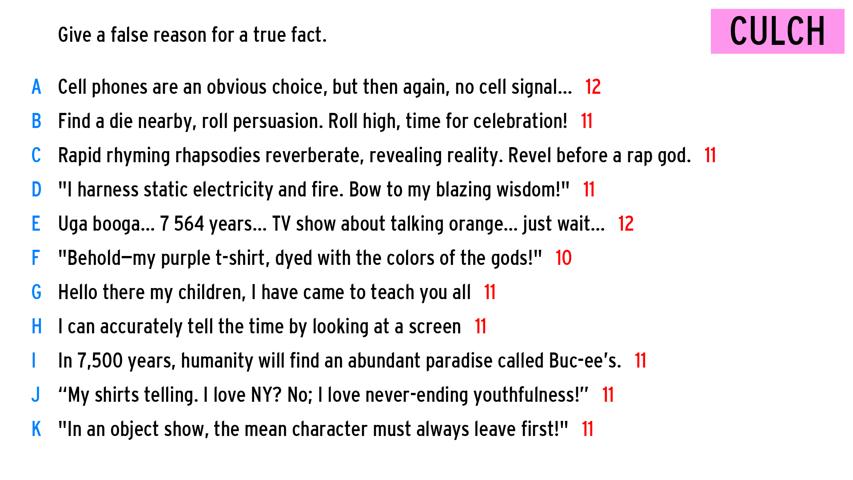 Give a false reason for a true fact.
CULCH
A Cell phones are an obvious choice, but then again, no cell signal... 12
B Find a die nearby, roll persuasion. Roll high, time for celebration! 11
C Rapid rhyming rhapsodies reverberate, revealing reality. Revel before a rap god. 11
D "I harness static electricity and fire. Bow to my blazing wisdom!" 11
E Uga booga... 7 564 years... TV show about talking orange... just wait... 12
F "Behold—my purple t-shirt, dyed with the colors of the gods!" 10
G Hello there my children, I have came to teach you all 11
H I can accurately tell the time by looking at a screen 11
I In 7,500 years, humanity will find an abundant paradise called Buc-ee's. 11
J “My shirts telling. I love NY? No; I love never-ending youthfulness!” 11
K "In an object show, the mean character must always leave first!" 11